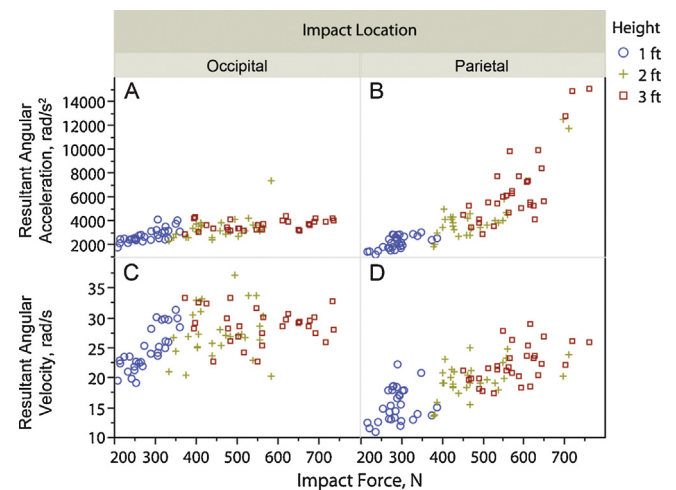 Impact Location
Height
Occipital
Parietal
1 ft
2 ft
3 ft
A
B
Resultant Angular
Acceleration, rad/s²
14000
12000
10000
8000
6000
4000
2000
C
D
Resultant Angular
Velocity, rad/s
35
30
25
20
15
10
200 300 400 500 600 700
200 300 400 500 600 700
Impact Force, N